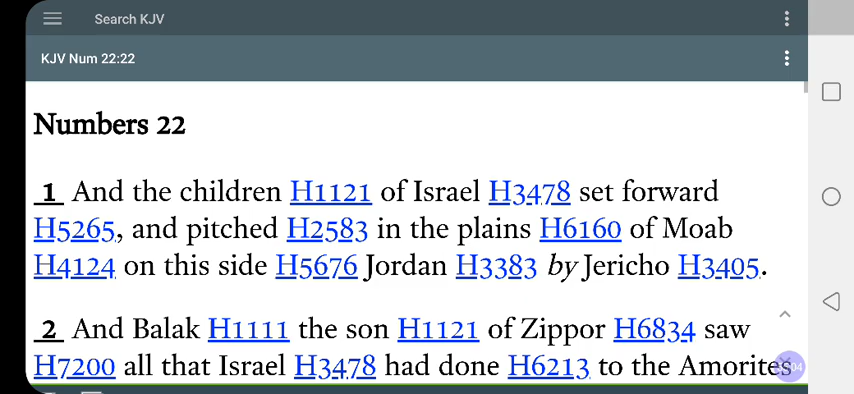 Search KJV
KJV Num 22:22
Numbers 22
1 And the children H1121 of Israel H3478 set forward
H5265, and pitched H2583 in the plains H6160 of Moab
H4124 on this side H5676 Jordan H3383 by Jericho H3405.
2 And Balak H1111 the son H1121 of Zippor H6834 saw
H7200 all that Israel H3478 had done H6213 to the Amorites